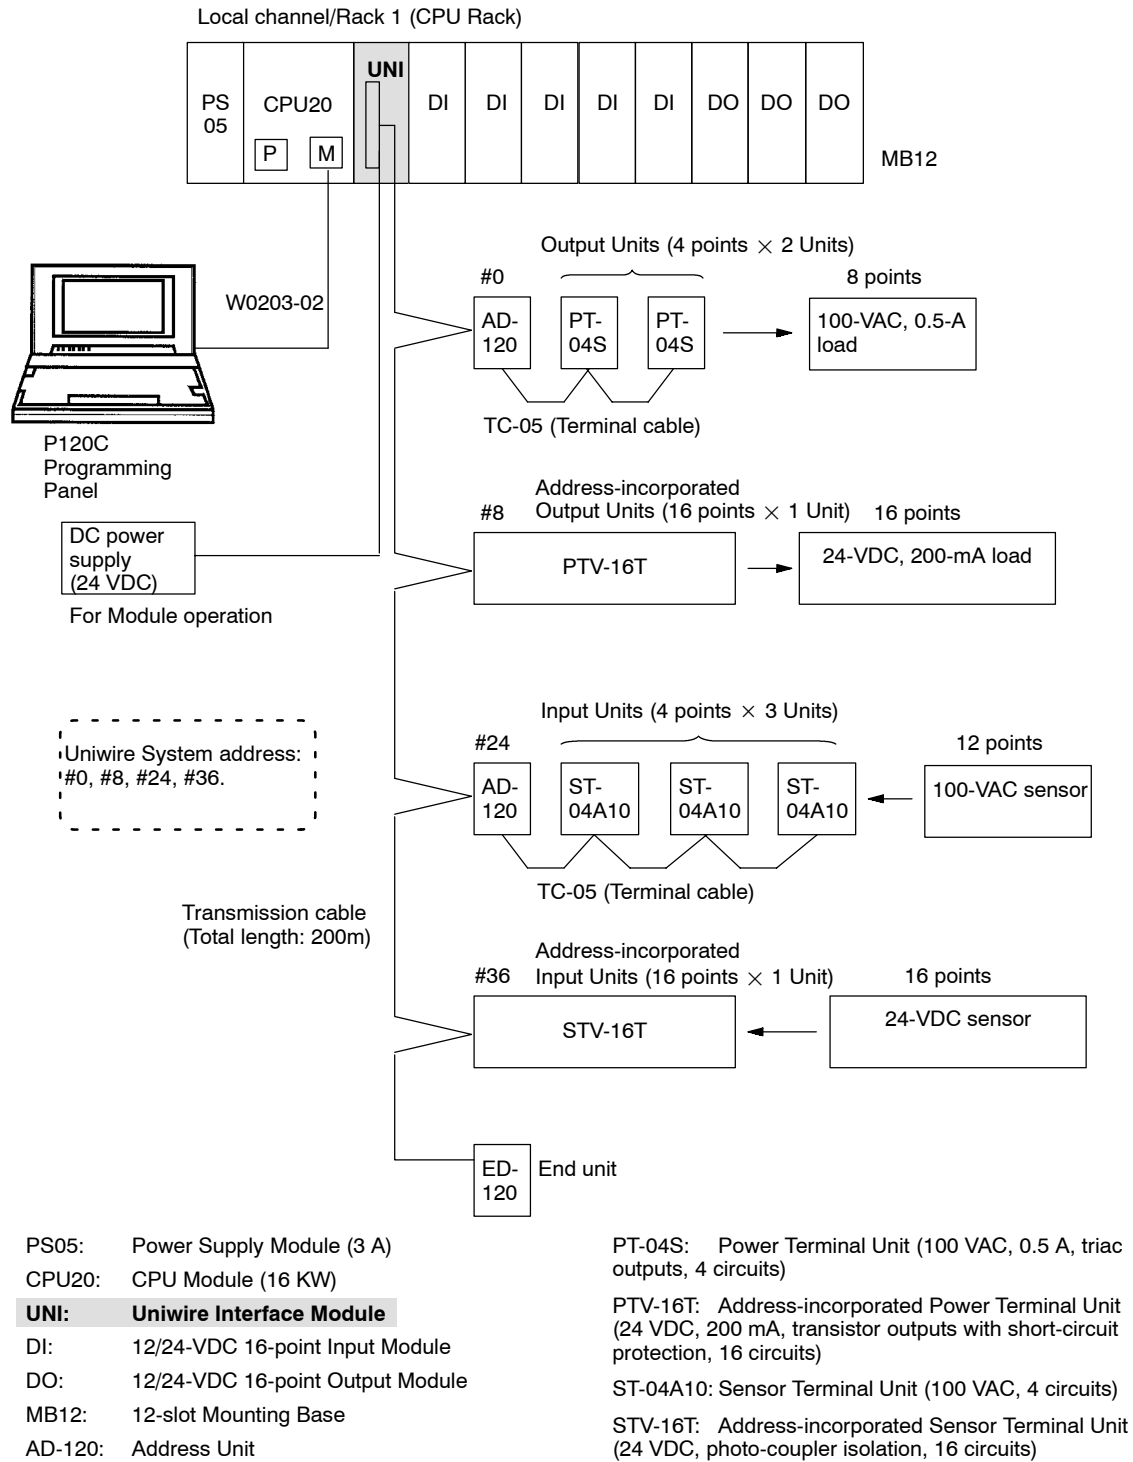 Local channel/Rack 1 (CPU Rack)
UNI
PS
05
CPU20
P
M
DI
DI
DI
DI
DI
DO
DO
DO
MB12
Output Units (4 points × 2 Units)
#0
8 points
W0203-02
AD-
120
PT-
04S
PT-
04S
100-VAC, 0.5-A
load
TC-05 (Terminal cable)
P120C
Programming
Panel
Address-incorporated
#8 Output Units (16 points × 1 Unit) 16 points
DC power
supply
(24 VDC)
PTV-16T
24-VDC, 200-mA load
For Module operation
Input Units (4 points × 3 Units)
#24
12 points
Uniwire System address:
#0, #8, #24, #36.
AD-
120
ST-
04A10
ST-
04A10
ST-
04A10
100-VAC sensor
TC-05 (Terminal cable)
Transmission cable
(Total length: 200m)
Address-incorporated
#36 Input Units (16 points × 1 Unit) 16 points
STV-16T
24-VDC sensor
ED-
120
End unit
PS05: Power Supply Module (3 A)
CPU20: CPU Module (16 KW)
UNI: Uniwire Interface Module
DI: 12/24-VDC 16-point Input Module
DO: 12/24-VDC 16-point Output Module
MB12: 12-slot Mounting Base
AD-120: Address Unit
PT-04S: Power Terminal Unit (100 VAC, 0.5 A, triac
outputs, 4 circuits)
PTV-16T: Address-incorporated Power Terminal Unit
(24 VDC, 200 mA, transistor outputs with short-circuit
protection, 16 circuits)
ST-04A10: Sensor Terminal Unit (100 VAC, 4 circuits)
STV-16T: Address-incorporated Sensor Terminal Unit
(24 VDC, photo-coupler isolation, 16 circuits)